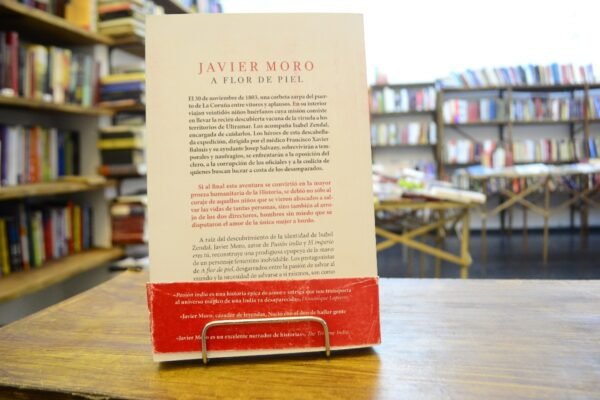 JAVIER MORO
A FLOR DE PIEL
El 30 de noviembre de 1803, una corbeta zarpa del puer-
to de La Coruña entre vítores y aplausos. En su interior
viajan veintidós niños huérfanos cuya misión consiste
en llevar la recién descubierta vacuna de la viruela a los
territorios de Ultramar. Los acompaña Isabel Zendal,
encargada de cuidarlos. Los héroes de esta descabella-
da expedición, dirigida por el médico Francisco Xavier
Balmis y su ayudante Josep Salvany, sobrevivirán a tem-
porales y naufragios, se enfrentarán a la oposición del
clero, a la corrupción de los oficiales y a la codicia de
quienes buscan lucrar a costa de los desamparados.
Si al final esta aventura se convirtió en la mayor
proeza humanitaria de la Historia, se debió no sólo al
coraje de aquellos niños que se vieron abocados a sal-
var las vidas de tantas personas, sino también al arro-
jo de los dos directores, hombres sin miedo que se
disputaron el amor de la única mujer a bordo.
A raíz del descubrimiento de la identidad de Isabel
Zendal, Javier Moro, autor de Pasión india y El imperio
eres tú, reconstruye una prodigiosa epopeya de la mano
de un personaje femenino inolvidable. Los protagonistas
de A flor de piel, desgarrados entre la pasión de salvar al
mundo y la necesidad de salvarse a sí mismos, son como
«Pasión india es una historia épica de amor e intriga que nos transporta
al universo mágico de una India ya desaparecida», Dominique Lapierre
«Javier Moro, cazador de leyendas. Nació con el don de hallar gente
«Javier Moro es un excelente narrador de historias», The Tribune India